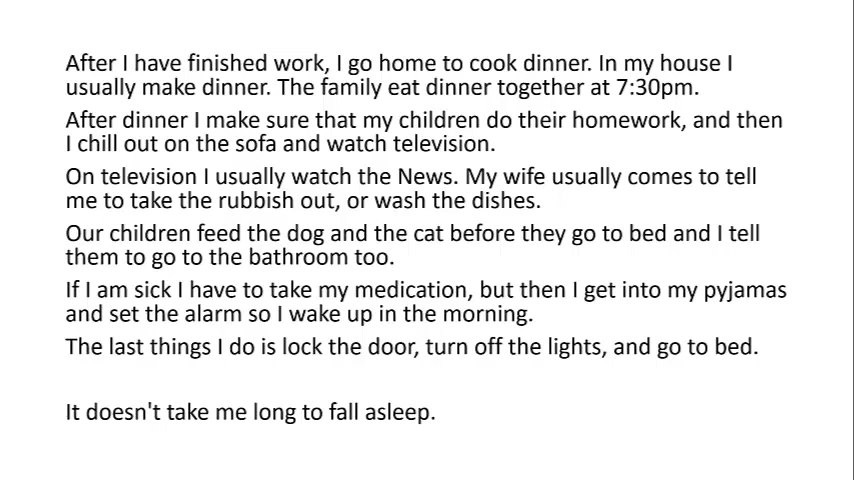 After I have finished work, I go home to cook dinner. In my house I
usually make dinner. The family eat dinner together at 7:30pm.
After dinner I make sure that my children do their homework, and then
I chill out on the sofa and watch television.
On television I usually watch the News. My wife usually comes to tell
me to take the rubbish out, or wash the dishes.
Our children feed the dog and the cat before they go to bed and I tell
them to go to the bathroom too.
If I am sick I have to take my medication, but then I get into my pyjamas
and set the alarm so I wake up in the morning.
The last things I do is lock the door, turn off the lights, and go to bed.
It doesn't take me long to fall asleep.